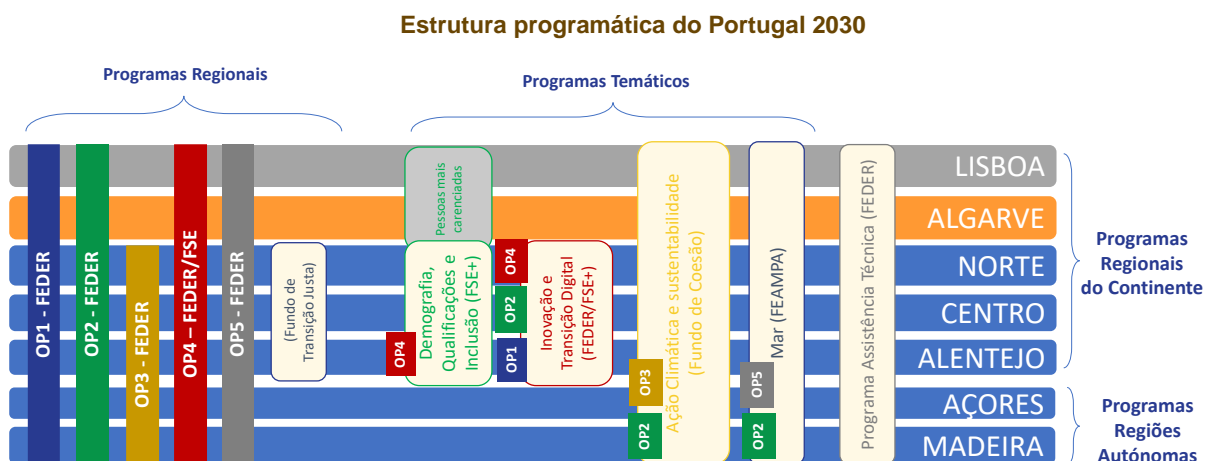 Estrutura programática do Portugal 2030
Programas Regionais
Programas Temáticos
OP1 - FEDER
OP2 - FEDER
OP3 - FEDER
OP4 – FEDER/FSE
OP5 - FEDER
(Fundo de
Transição Justa)
Pessoas mais
carenciadas
OP4
Demografia,
Qualificações e
Inclusão (FSE+)
OP4
OP2
OP1
Inovação e
Transição Digital
(FEDER/FSE+)
OP3
OP2
Ação Climática e sustentabilidade
(Fundo de Coesão)
OP5
OP2
Mar (FEAMPA)
Programa Assistência Técnica (FEDER)
LISBOA
ALGARVE
NORTE
CENTRO
ALENTEJO
AÇORES
MADEIRA
Programas
Regionais
do Continente
Programas
Regiões
Autónomas